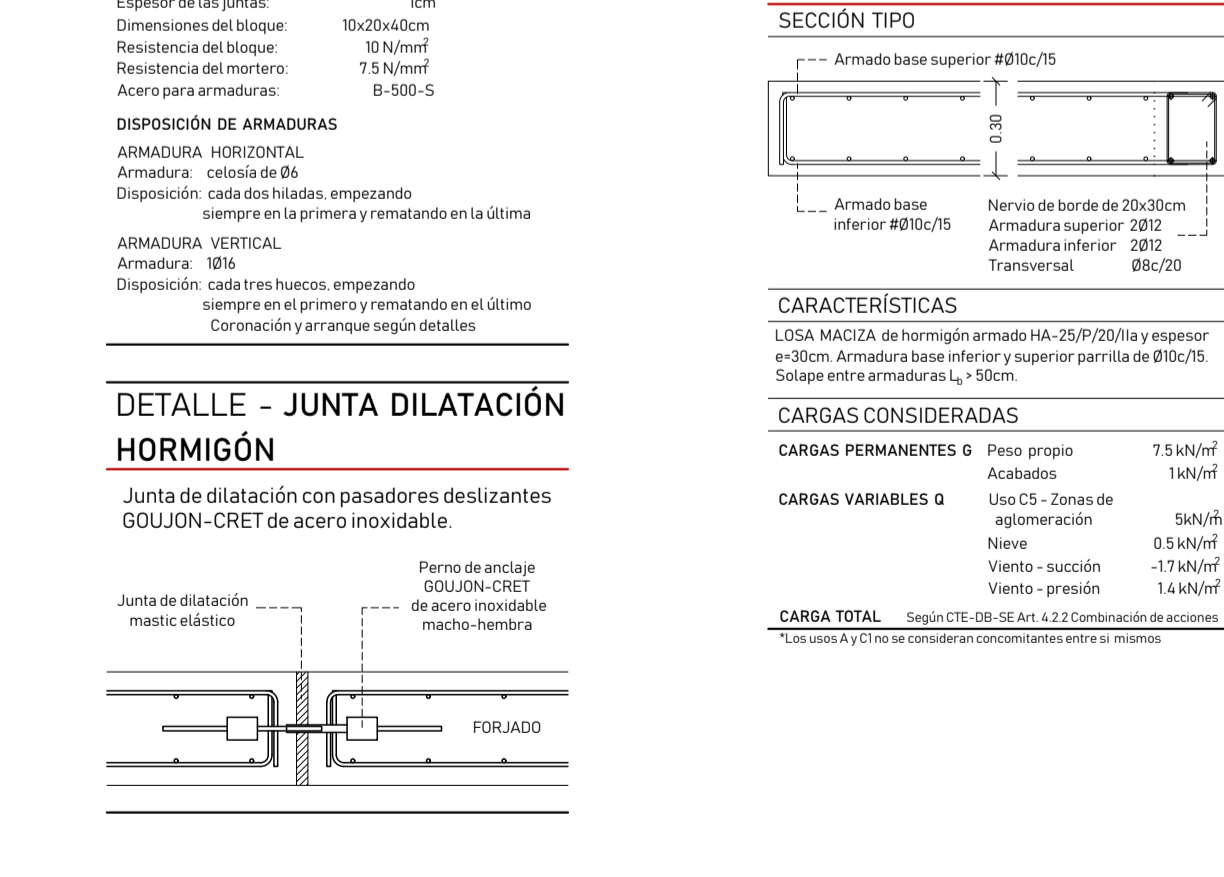 Espesor de las juntas: 1cm
Dimensiones del bloque: 10x20x40cm
Resistencia del bloque: 10 N/mm²
Resistencia del mortero: 7.5 N/mm²
Acero para armaduras: B-500-S
DISPOSICIÓN DE ARMADURAS
ARMADURA HORIZONTAL
Armadura: celosía de Ø6
Disposición: cada dos hiladas, empezando
siempre en la primera y rematando en la última
ARMADURA VERTICAL
Armadura: 1Ø16
Disposición: cada tres huecos, empezando
siempre en el primero y rematando en el último
Coronación y arranque según detalles
DETALLE - JUNTA DILATACIÓN
HORMIGÓN
Junta de dilatación con pasadores deslizantes
GOUJON-CRET de acero inoxidable.
Perno de anclaje
GOUJON-CRET
de acero inoxidable
macho-hembra
Junta de dilatación
mastic elástico
FORJADO
SECCIÓN TIPO
Armado base superior #Ø10c/15
0.30
Armado base
inferior #Ø10c/15
Nervio de borde de 20x30cm
Armadura superior 2Ø12
Armadura inferior 2Ø12
Transversal Ø8c/20
CARACTERÍSTICAS
LOSA MACIZA de hormigón armado HA-25/P/20/IIa y espesor
e=30cm. Armadura base inferior y superior parrilla de Ø10c/15.
Solape entre armaduras Lb > 50cm.
CARGAS CONSIDERADAS
CARGAS PERMANENTES G Peso propio 7.5 kN/m²
Acabados 1 kN/m²
CARGAS VARIABLES Q Uso C5 - Zonas de
aglomeración 5kN/m²
Nieve 0.5 kN/m²
Viento - succión -1.7 kN/m²
Viento - presión 1.4 kN/m²
CARGA TOTAL Según CTE-DB-SE Art. 4.2.2 Combinación de acciones
*Los usos A y C1 no se consideran concomitantes entre si mismos